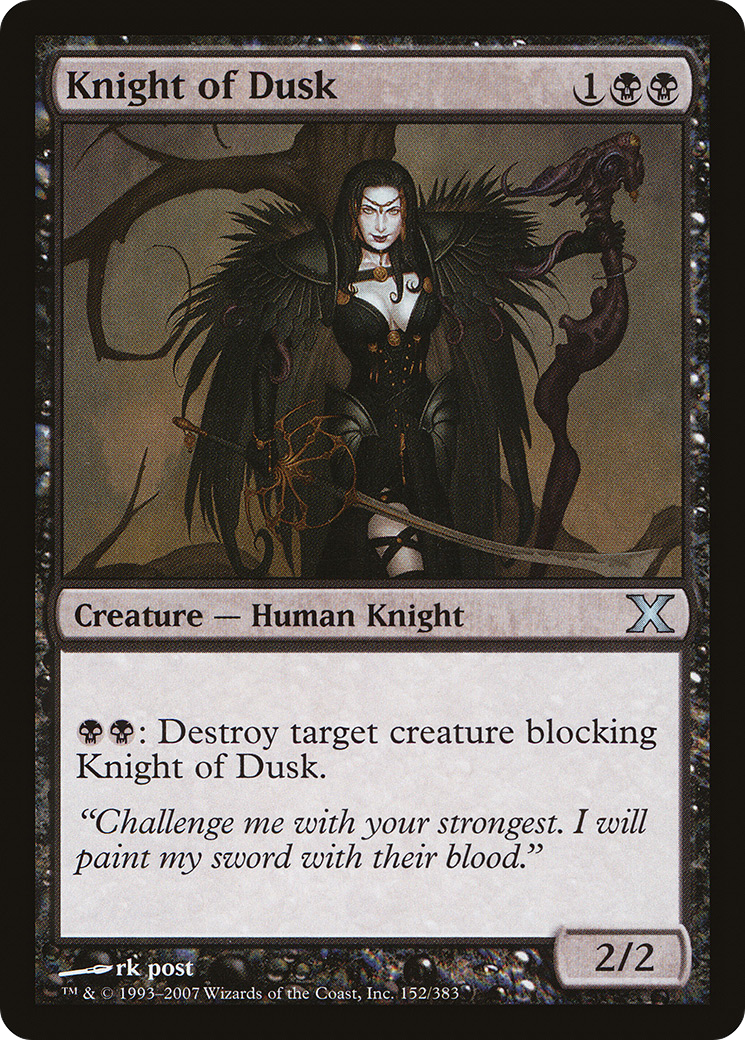 Knight of Dusk 1
Creature — Human Knight X
: Destroy target creature blocking
Knight of Dusk.
“Challenge me with your strongest. I will
paint my sword with their blood.”
2/2
rk post
™ & © 1993–2007 Wizards of the Coast, Inc. 152/383